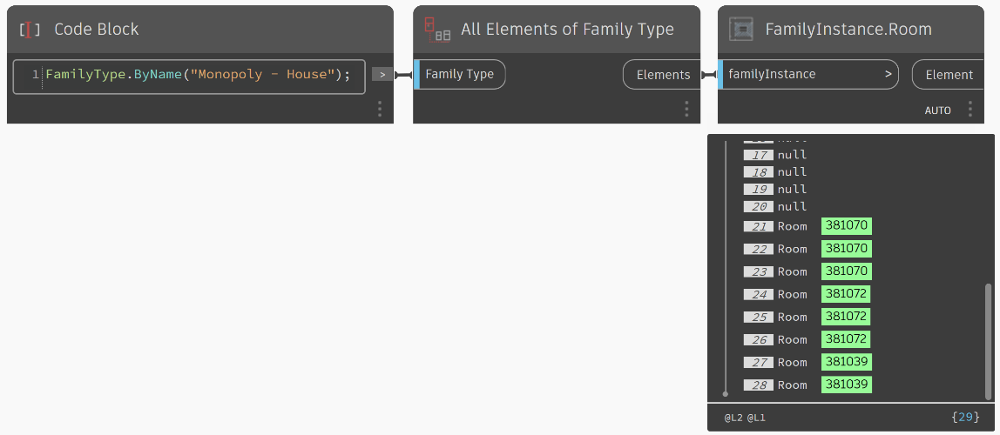 Code Block
1 FamilyType.ByName("Monopoly - House");
>
All Elements of Family Type
Family Type
Elements
FamilyInstance.Room
familyInstance >
Element
AUTO
null
17 null
18 null
19 null
20 null
21 Room 381070
22 Room 381070
23 Room 381070
24 Room 381072
25 Room 381072
26 Room 381072
27 Room 381039
28 Room 381039
@L2 @L1
{29}